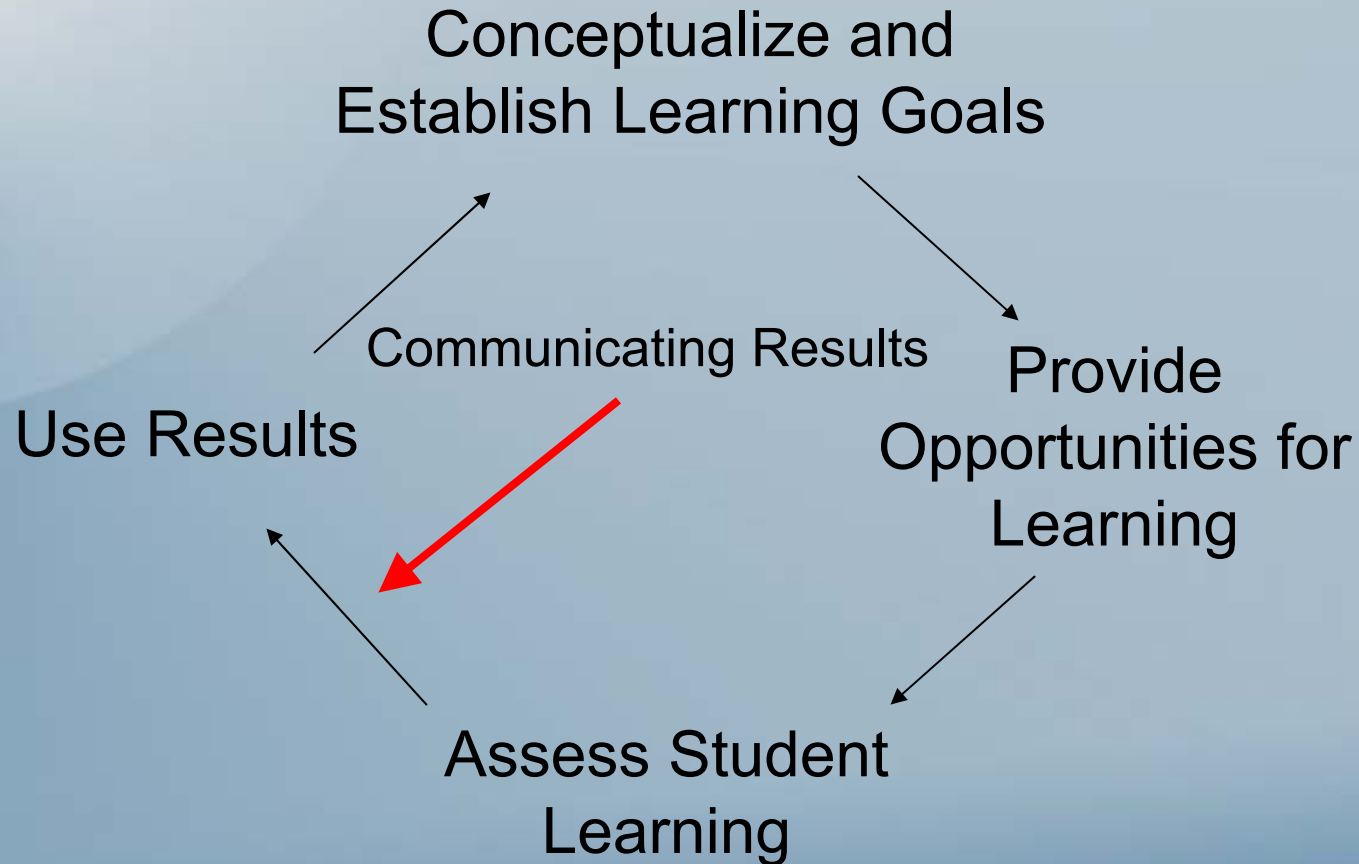 Conceptualize and
Establish Learning Goals
Communicating Results
Provide
Opportunities for
Learning
Use Results
Assess Student
Learning